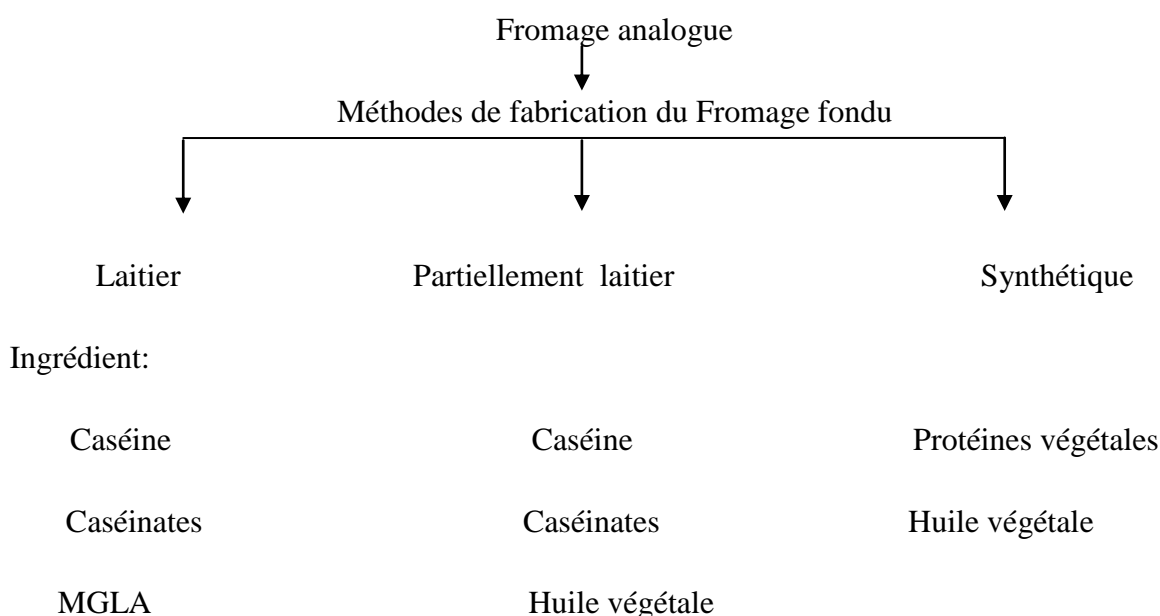 Fromage analogue
Méthodes de fabrication du Fromage fondu
Laitier Partiellement laitier Synthétique
Ingrédient:
Caséine Caséine Protéines végétales
Caséinates Caséinates Huile végétale
MGLA Huile végétale